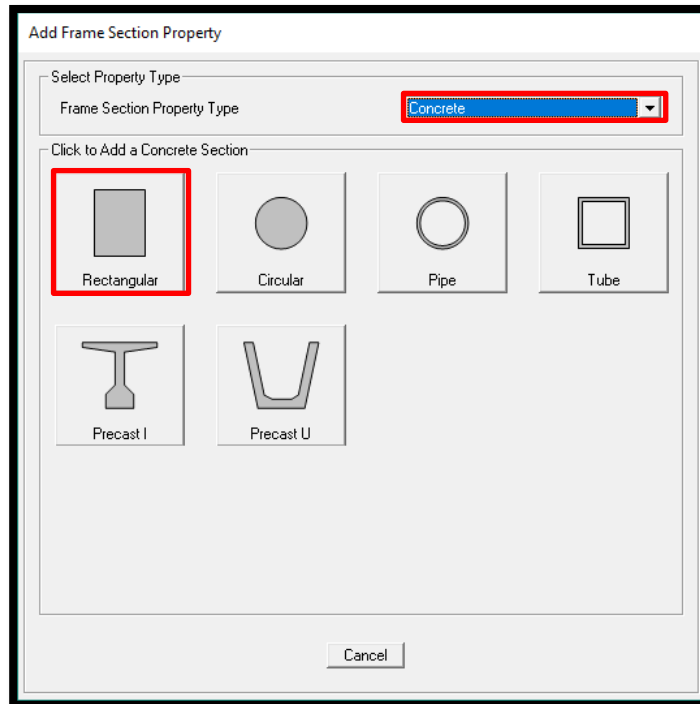 Add Frame Section Property
Select Property Type
Frame Section Property Type
Concrete
Click to Add a Concrete Section
Rectangular
Circular
Pipe
Tube
Precast I
Precast U
Cancel